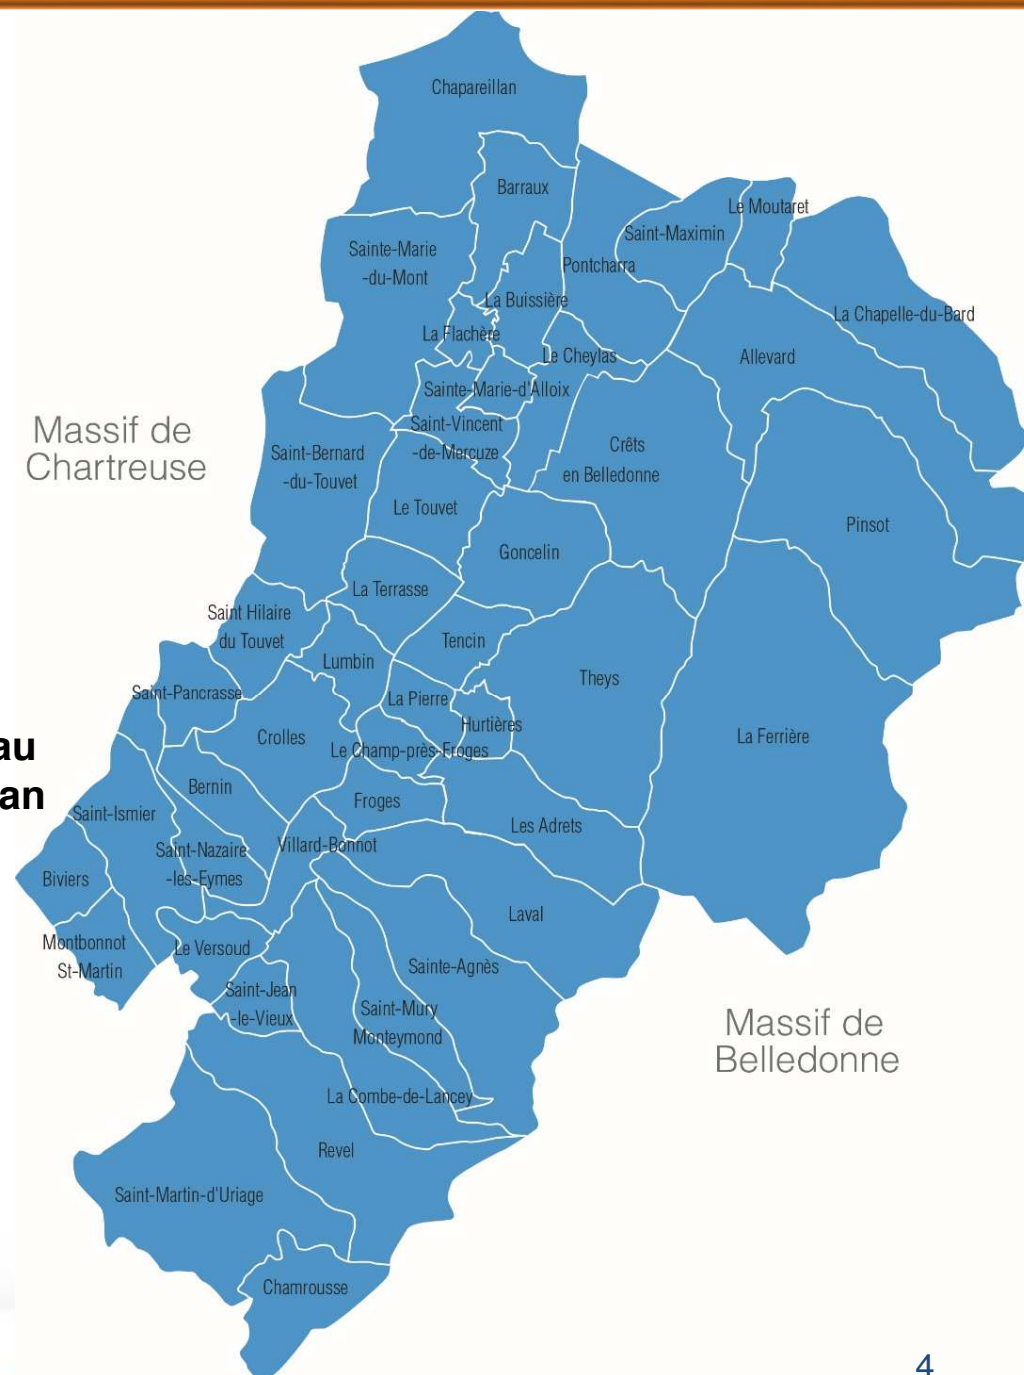 Chapareillan
Barraux
Le Moutaret
Saint-Maximin
Sainte-Marie
-du-Mont
Pontcharra
La Buissière
La Chapelle-du-Bard
La Flachère
Le Cheylas
Allevard
Sainte-Marie-d'Alloix
Massif de
Chartreuse
Saint-Vincent
-de-Mercuze
Crêts
en Belledonne
Saint-Bernard
-du-Touvet
Le Touvet
Pinsot
Goncelin
La Terrasse
Saint Hilaire
du Touvet
Tencin
Lumbin
Theys
Saint-Pancrasse
La Pierre
Hurtières
Crolles
La Ferrière
au
an
Le Champ-près-Froges
Bernin
Froges
Saint-Ismier
Les Adrets
Villard-Bonnot
Saint-Nazaire
-les-Eymes
Biviers
Laval
Montbonnot
St-Martin
Le Versoud
Sainte-Agnès
Saint-Jean
-le-Vieux
Saint-Mury
Monteymond
Massif de
Belledonne
La Combe-de-Lancey
Revel
Saint-Martin-d'Uriage
Chamrousse
4